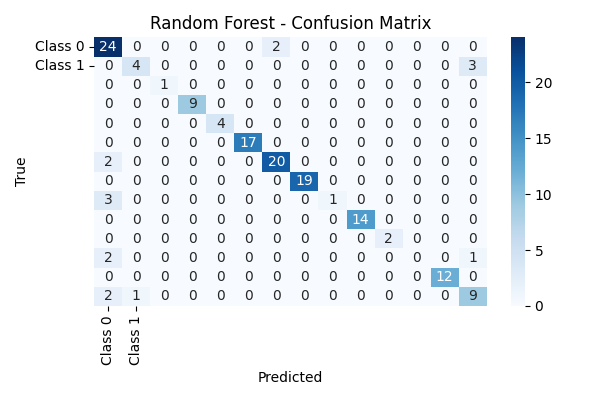 Random Forest - Confusion Matrix
Class 0 24 0 0 0 0 0 2 0 0 0 0 0 0 0
Class 1 0 4 0 0 0 0 0 0 0 0 0 0 0 3
0 0 1 0 0 0 0 0 0 0 0 0 0 0
0 0 0 9 0 0 0 0 0 0 0 0 0 0
0 0 0 0 4 0 0 0 0 0 0 0 0 0
0 0 0 0 0 17 0 0 0 0 0 0 0 0
2 0 0 0 0 0 20 0 0 0 0 0 0 0
0 0 0 0 0 0 0 19 0 0 0 0 0 0
3 0 0 0 0 0 0 0 1 0 0 0 0 0
0 0 0 0 0 0 0 0 0 14 0 0 0 0
0 0 0 0 0 0 0 0 0 0 2 0 0 0
2 0 0 0 0 0 0 0 0 0 0 0 0 1
0 0 0 0 0 0 0 0 0 0 0 0 12 0
2 1 0 0 0 0 0 0 0 0 0 0 0 9
Class 0
Class 1
Predicted
True
20
15
10
5
0